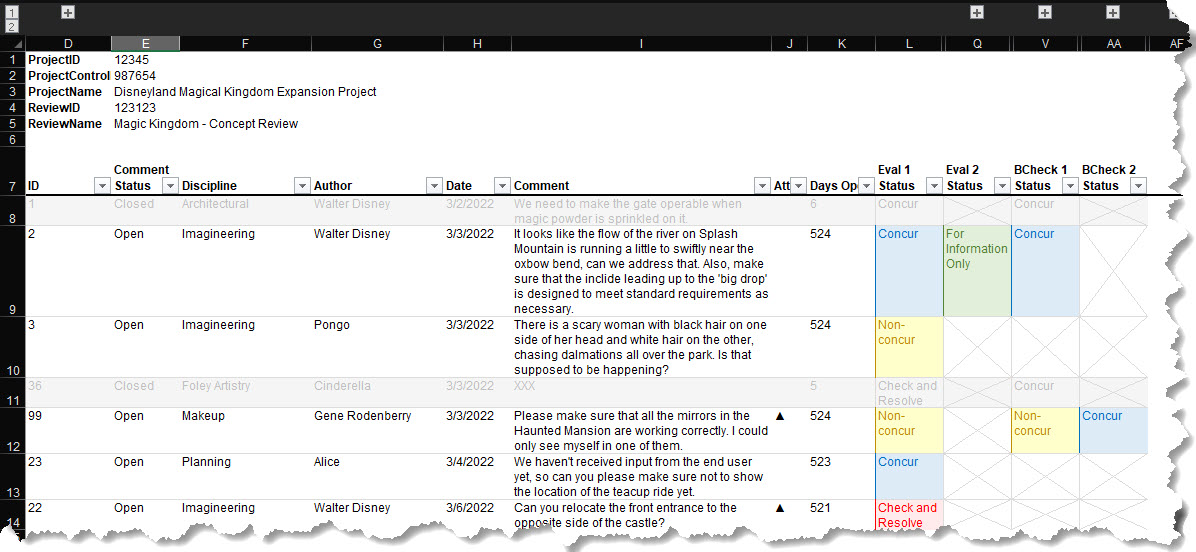 1
2
D E F G H I J K L Q V AA AF
1 ProjectID 12345
2 ProjectControl 987654
3 ProjectName Disneyland Magical Kingdom Expansion Project
4 ReviewID 123123
5 ReviewName Magic Kingdom - Concept Review
6
Comment Eval 1 Eval 2 BCheck 1 BCheck 2
7 ID Status Discipline Author Date Comment Att Days Ope Status Status Status Status
1 Closed Architectural Walter Disney 3/2/2022 We need to make the gate operable when 6 Concur Concur
8 magic powder is sprinkled on it.
2 Open Imagineering Walter Disney 3/3/2022 It looks like the flow of the river on Splash 524 Concur For Concur
Mountain is running a little to swiftly near the Information
oxbow bend, can we address that. Also, make Only
sure that the inclide leading up to the 'big drop'
is designed to meet standard requirements as
9 necessary.
3 Open Imagineering Pongo 3/3/2022 There is a scary woman with black hair on one 524 Non-
side of her head and white hair on the other, concur
chasing dalmations all over the park. Is that
10 supposed to be happening?
36 Closed Foley Artistry Cinderella 3/3/2022 XXX 5 Check and Concur
11 Resolve
99 Open Makeup Gene Rodenberry 3/3/2022 Please make sure that all the mirrors in the ▲ 524 Non- Non- Concur
Haunted Mansion are working correctly. I could concur concur
12 only see myself in one of them.
23 Open Planning Alice 3/4/2022 We haven't received input from the end user 523 Concur
yet, so can you please make sure not to show
13 the location of the teacup ride yet.
22 Open Imagineering Walter Disney 3/6/2022 Can you relocate the front entrance to the ▲ 521 Check and
14 opposite side of the castle? Resolve